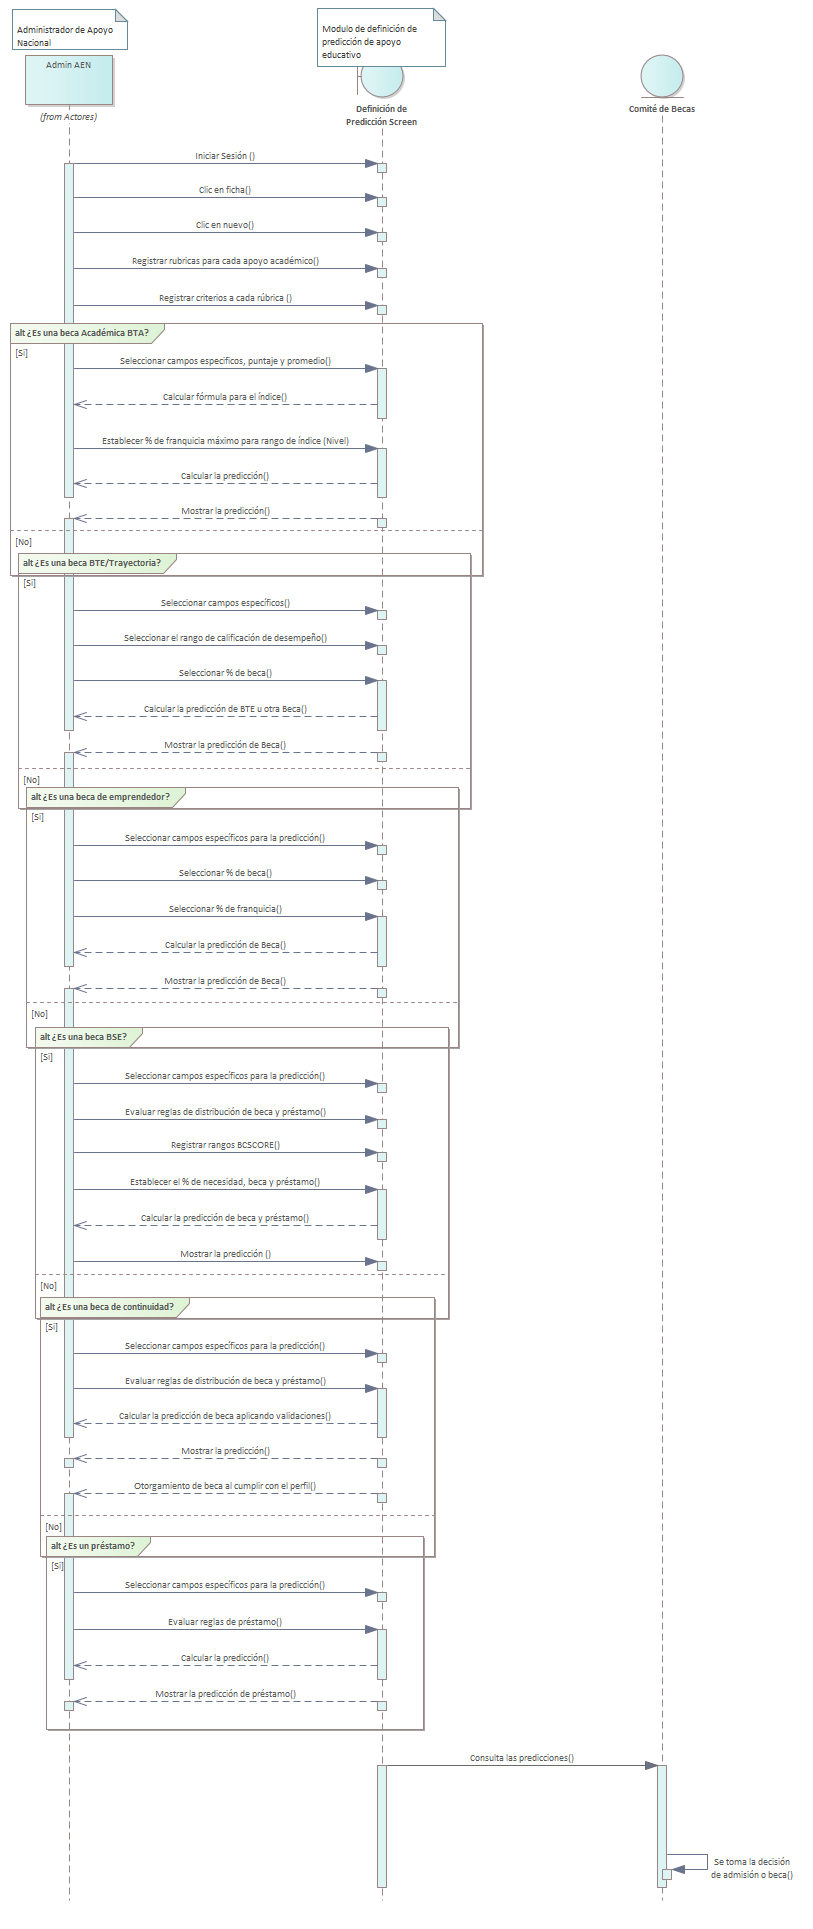 Administrador de Apoyo
Nacional
Modulo de definición de
predicción de apoyo
educativo
Admin AEN
(from Actores)
Definición de
Predicción Screen
Comité de Becas
Iniciar Sesión ()
Clic en ficha()
Clic en nuevo()
Registrar rubricas para cada apoyo académico()
Registrar criterios a cada rúbrica ()
alt ¿Es una beca Académica BTA?
[Si]
Seleccionar campos especificos, puntaje y promedio()
Calcular fórmula para el índice()
Establecer % de franquicia máximo para rango de índice (Nivel)
Calcular la predicción()
Mostrar la predicción()
[No]
alt ¿Es una beca BTE/Trayectoria?
[Si]
Seleccionar campos específicos()
Seleccionar el rango de calificación de desempeño()
Seleccionar % de beca()
Calcular la predicción de BTE u otra Beca()
Mostrar la predicción de Beca()
[No]
alt ¿Es una beca de emprendedor?
[Si]
Seleccionar campos específicos para la predicción()
Seleccionar % de beca()
Seleccionar % de franquicia()
Calcular la predicción de Beca()
Mostrar la predicción de Beca()
[No]
alt ¿Es una beca BSE?
[Si]
Seleccionar campos específicos para la predicción()
Evaluar reglas de distribución de beca y préstamo()
Registrar rangos BCSCORE()
Establecer el % de necesidad, beca y préstamo()
Calcular la predicción de beca y préstamo()
Mostrar la predicción ()
[No]
alt ¿Es una beca de continuidad?
[Si]
Seleccionar campos específicos para la predicción()
Evaluar reglas de distribución de beca y préstamo()
Calcular la predicción de beca aplicando validaciones()
Mostrar la predicción()
Otorgamiento de beca al cumplir con el perfil()
[No]
alt ¿Es un préstamo?
[Si]
Seleccionar campos específicos para la predicción()
Evaluar reglas de préstamo()
Calcular la predicción()
Mostrar la predicción de préstamo()
Consulta las predicciones()
Se toma la decisión
de admisión o beca()